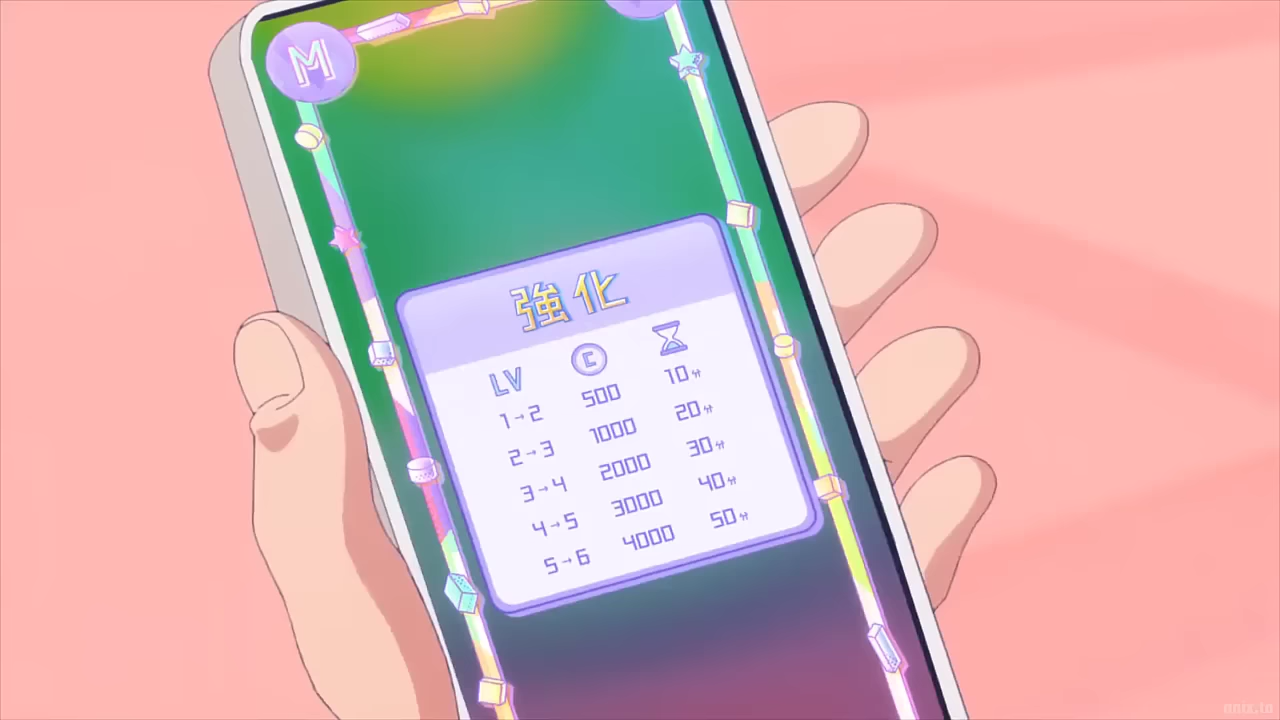 M
強化
LV C
1→2 500 10分
2→3 1000 20分
3→4 2000 30分
4→5 3000 40分
5→6 4000 50分